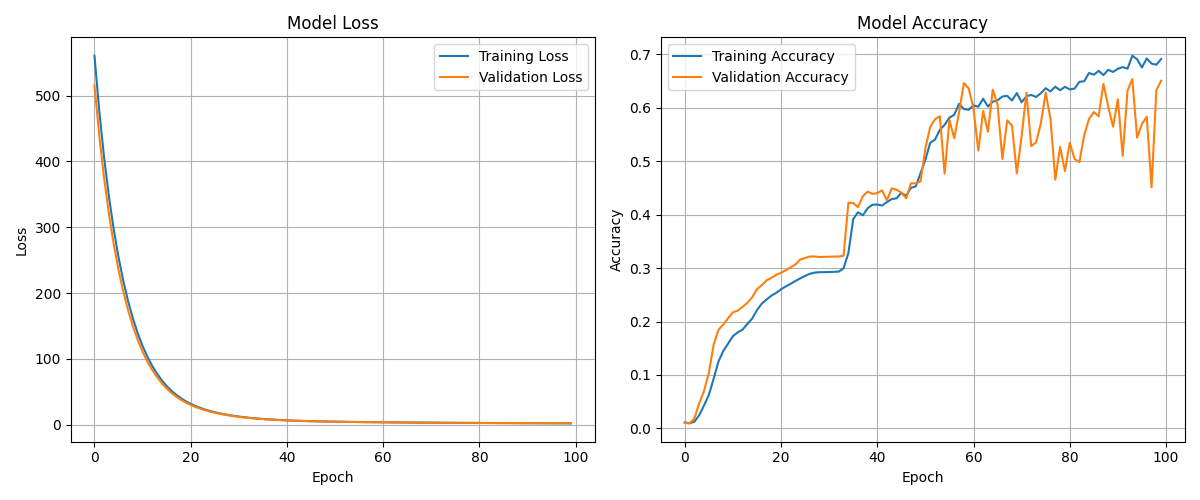 Model Loss
Training Loss
Validation Loss
500
400
300
200
100
0
Loss
0 20 40 60 80 100
Epoch
Model Accuracy
Training Accuracy
Validation Accuracy
0.7
0.6
0.5
0.4
0.3
0.2
0.1
0.0
Accuracy
0 20 40 60 80 100
Epoch